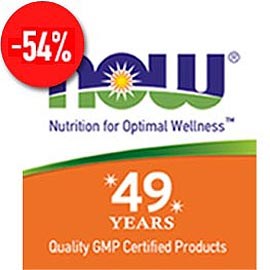 -54%
now
Nutrition for Optimal Wellness™
49
YEARS
Quality GMP Certified Products